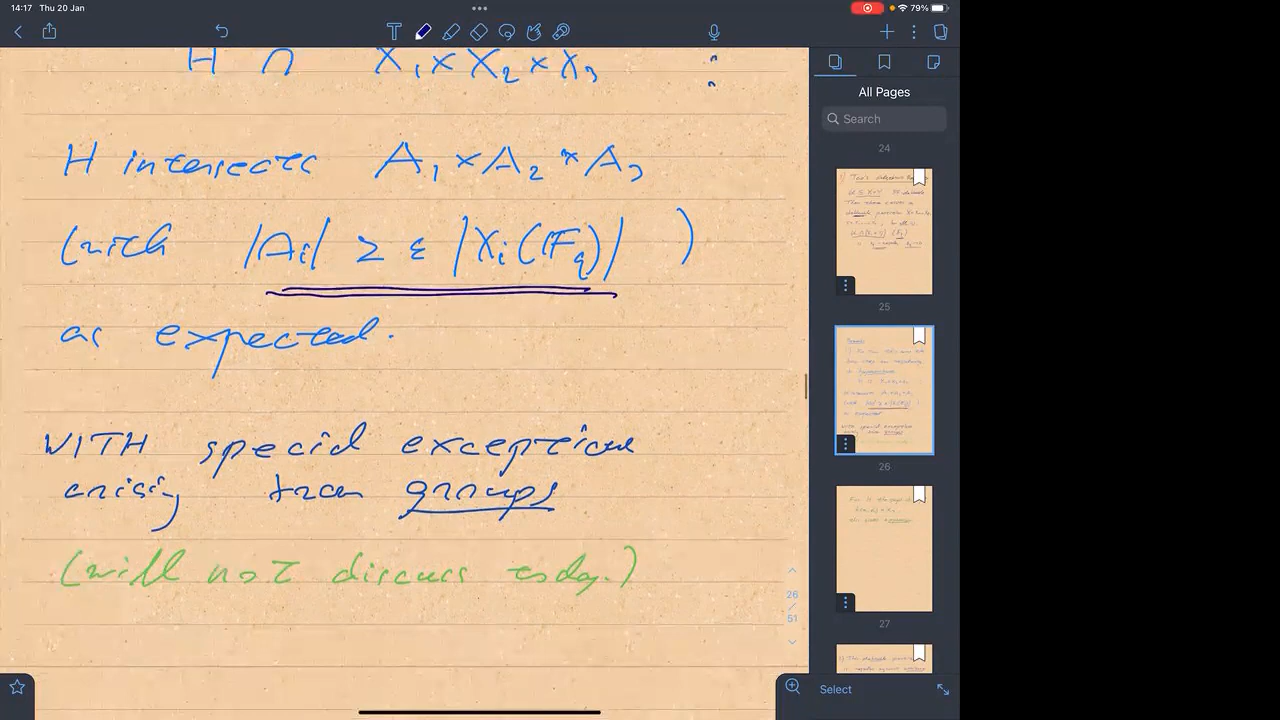 14:17 Thu 20 Jan
79%
H ∩ X₁ × X₂ × X₃ :
H intersects A₁ × A₂ × A₃
(with |Aᵢ| ≥ ε |Xᵢ(𝔽_q)| )
as expected.
WITH special exceptions
arising from groups
(will not discuss today.)
26
/
51
All Pages
Search
24
25
26
27
Select